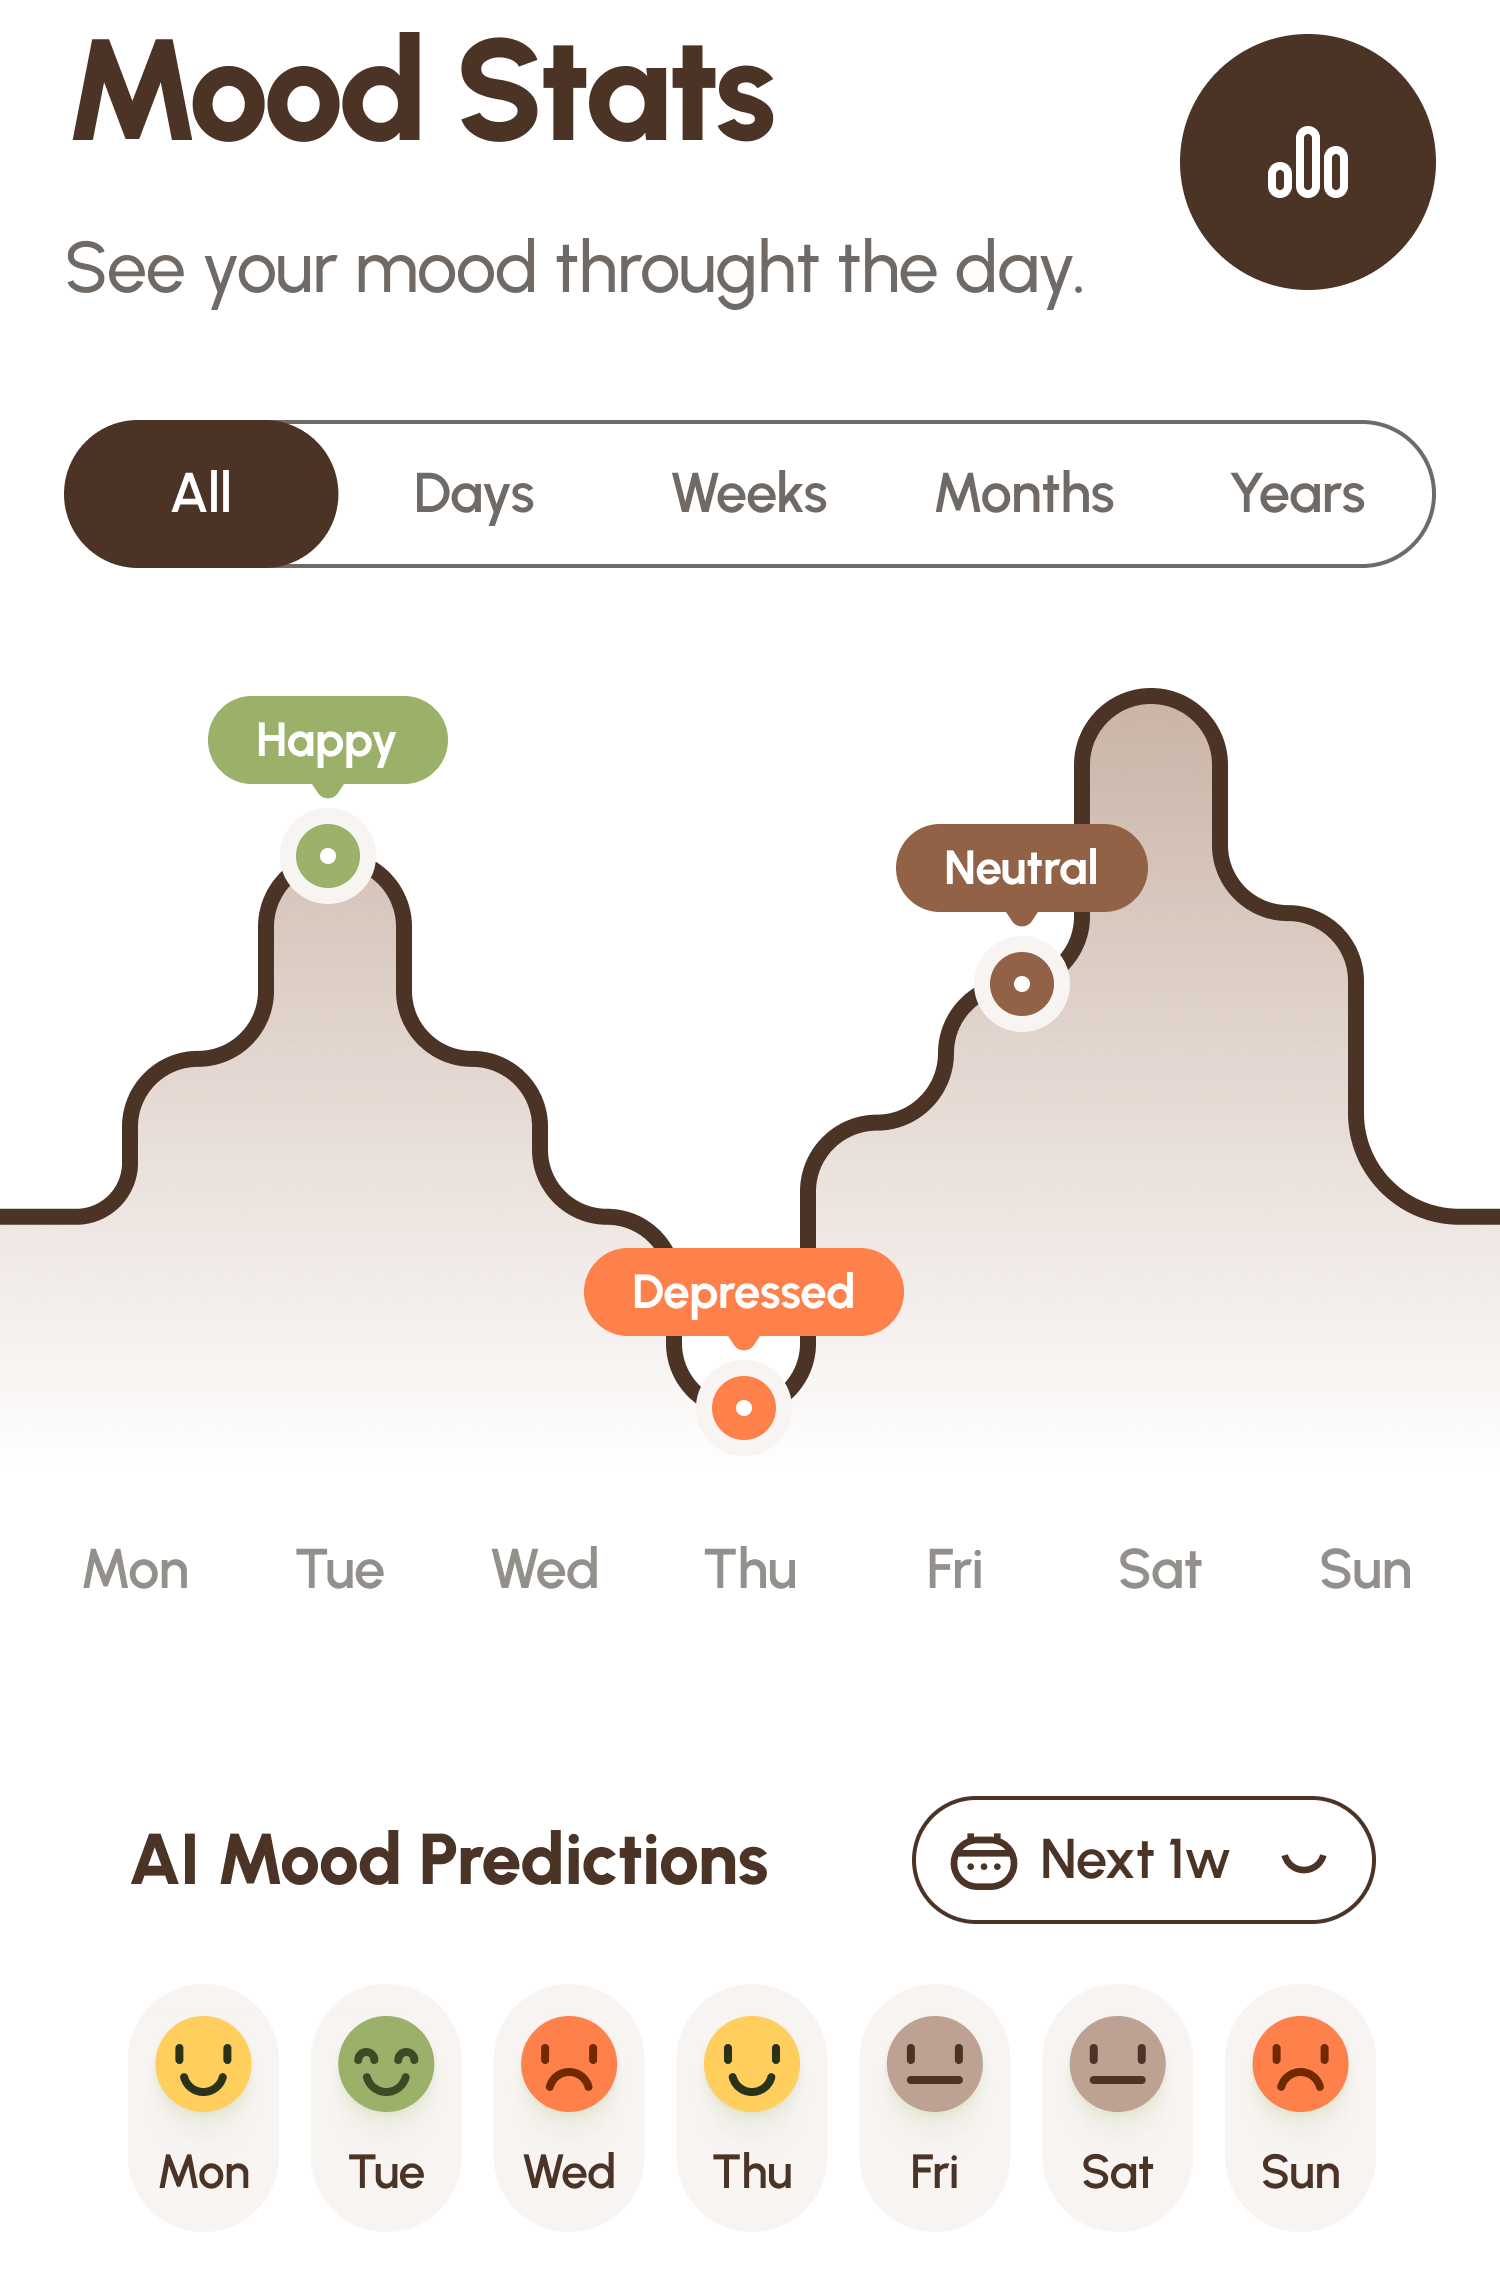 Mood Stats
See your mood throught the day.
All Days Weeks Months Years
Happy
Neutral
Depressed
Mon Tue Wed Thu Fri Sat Sun
AI Mood Predictions
Next 1w
Mon Tue Wed Thu Fri Sat Sun